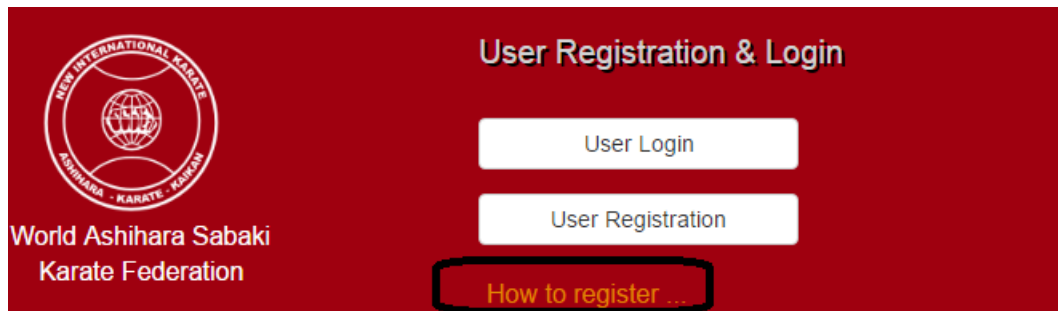 NEW INTERNATIONAL KARATE
ASHIHARA - KARATE - KAIKAN
World Ashihara Sabaki
Karate Federation
User Registration & Login
User Login
User Registration
How to register ...